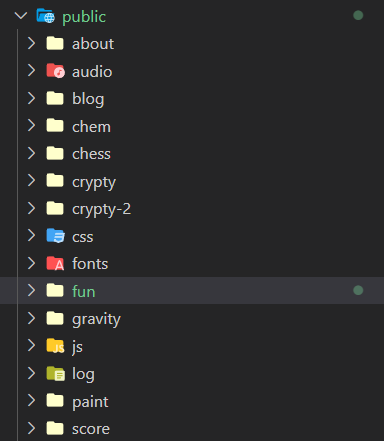 public
about
audio
blog
chem
chess
crypty
crypty-2
css
fonts
fun
gravity
js
log
paint
score